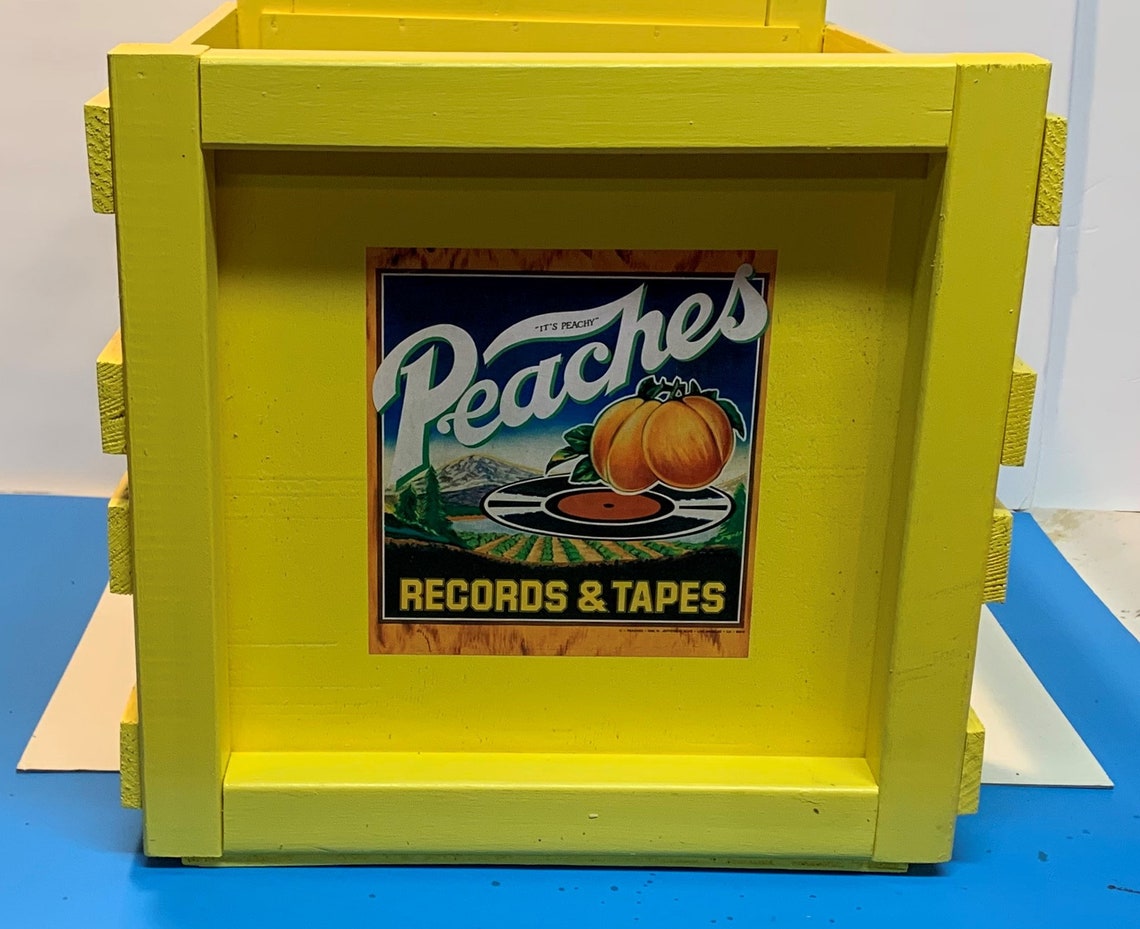 "IT'S PEACHY"
Peaches
RECORDS & TAPES